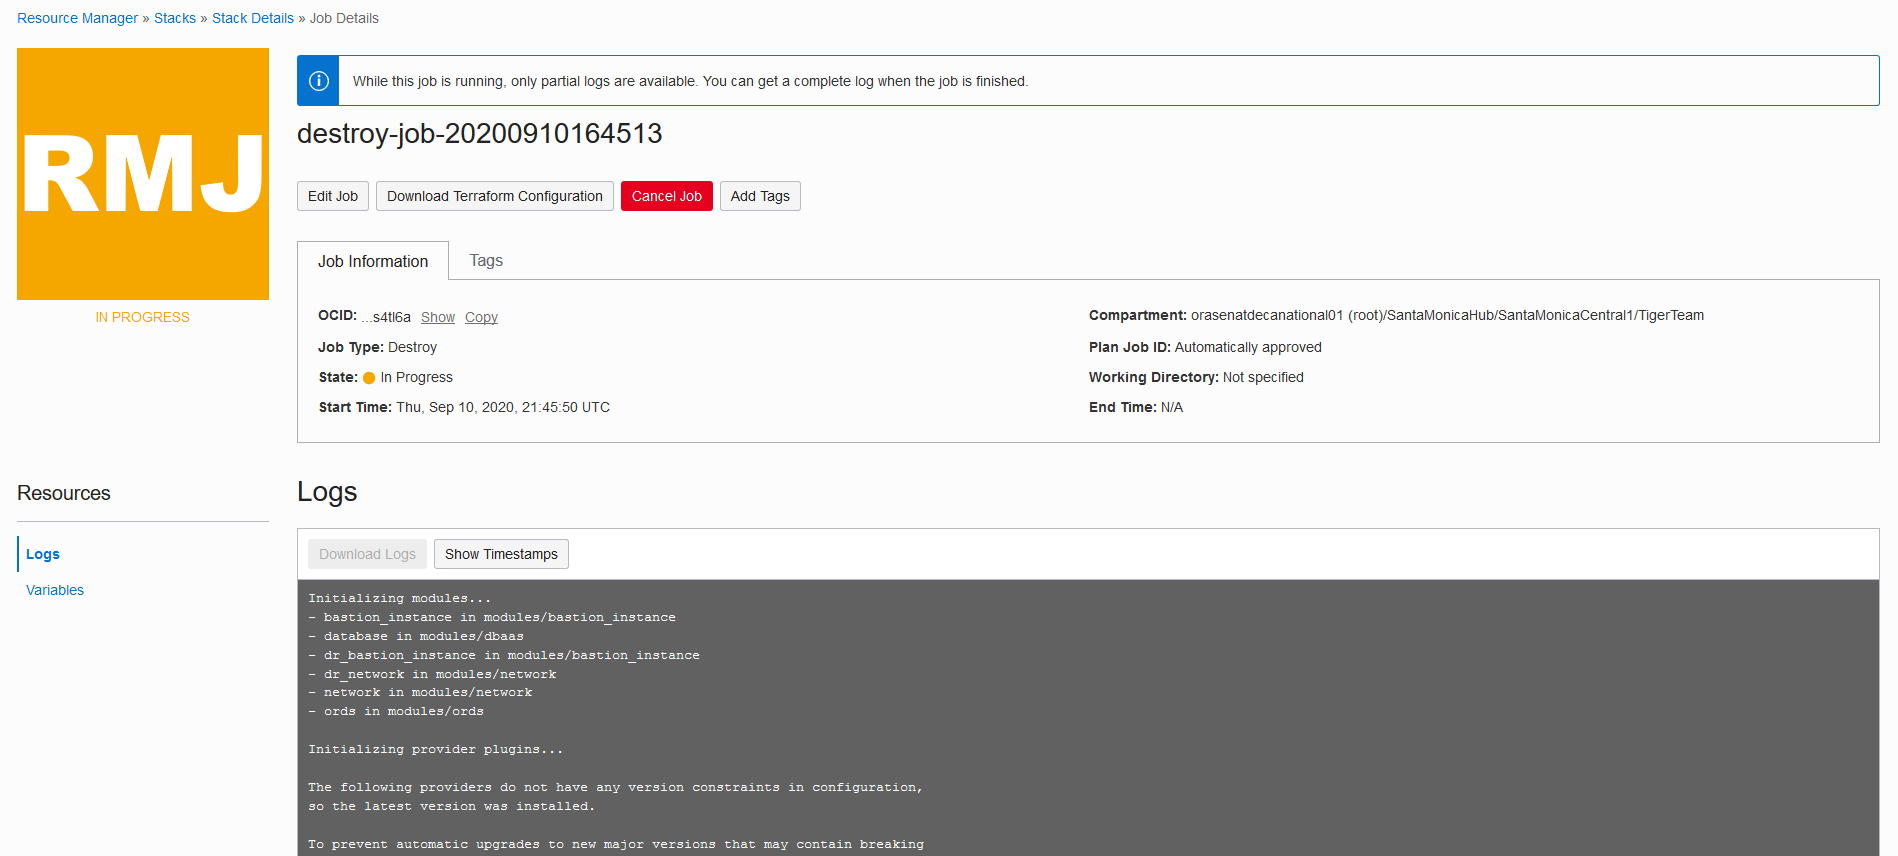 Resource Manager » Stacks » Stack Details » Job Details
RMJ
IN PROGRESS
While this job is running, only partial logs are available. You can get a complete log when the job is finished.
destroy-job-20200910164513
Edit Job Download Terraform Configuration Cancel Job Add Tags
Job Information Tags
OCID: ...s4tl6a Show Copy
Job Type: Destroy
State: In Progress
Start Time: Thu, Sep 10, 2020, 21:45:50 UTC
Compartment: orasenatdecanational01 (root)/SantaMonicaHub/SantaMonicaCentral1/TigerTeam
Plan Job ID: Automatically approved
Working Directory: Not specified
End Time: N/A
Resources
Logs
Variables
Logs
Download Logs Show Timestamps
Initializing modules...
- bastion_instance in modules/bastion_instance
- database in modules/dbaas
- dr_bastion_instance in modules/bastion_instance
- dr_network in modules/network
- network in modules/network
- ords in modules/ords
Initializing provider plugins...
The following providers do not have any version constraints in configuration,
so the latest version was installed.
To prevent automatic upgrades to new major versions that may contain breaking